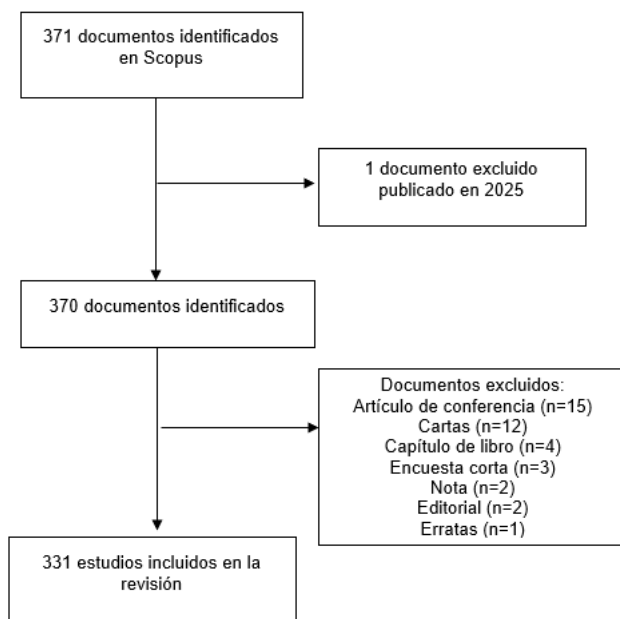 371 documentos identificados
en Scopus
1 documento excluido
publicado en 2025
370 documentos identificados
Documentos excluidos:
Artículo de conferencia (n=15)
Cartas (n=12)
Capítulo de libro (n=4)
Encuesta corta (n=3)
Nota (n=2)
Editorial (n=2)
Erratas (n=1)
331 estudios incluidos en la
revisión